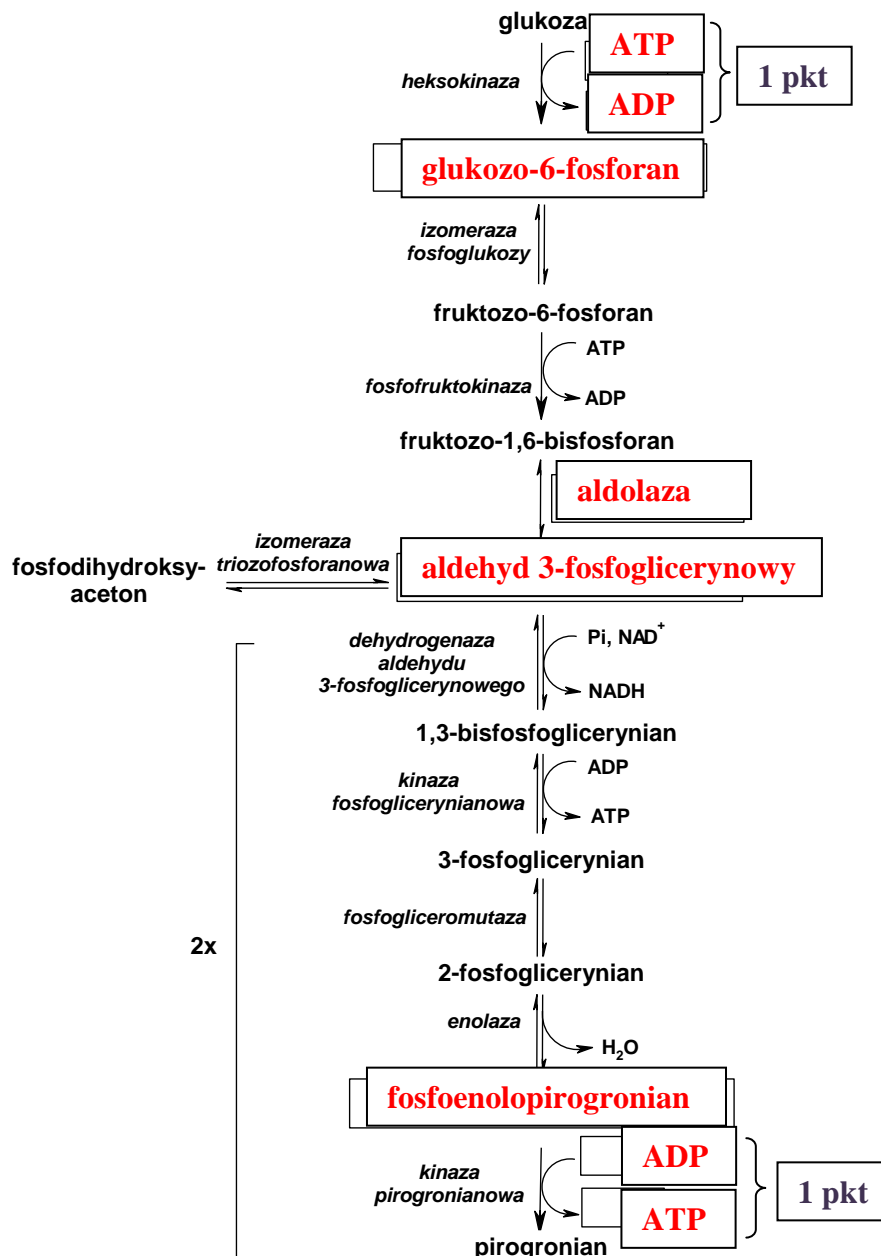 glukoza
ATP
1 pkt
heksokinaza
ADP
glukozo-6-fosforan
izomeraza
fosfoglukozy
fruktozo-6-fosforan
ATP
fosfofruktokinaza
ADP
fruktozo-1,6-bisfosforan
aldolaza
izomeraza
triozofosforanowa
fosfodihydroksy-
aceton
aldehyd 3-fosfoglicerynowy
dehydrogenaza
aldehydu
3-fosfoglicerynowego
Pi, NAD+
NADH
1,3-bisfosfoglicerynian
ADP
kinaza
fosfoglicerynianowa
ATP
3-fosfoglicerynian
fosfogliceromutaza
2x
2-fosfoglicerynian
enolaza
H2O
fosfoenolopirogronian
ADP
kinaza
pirogronianowa
1 pkt
ATP
pirogronian